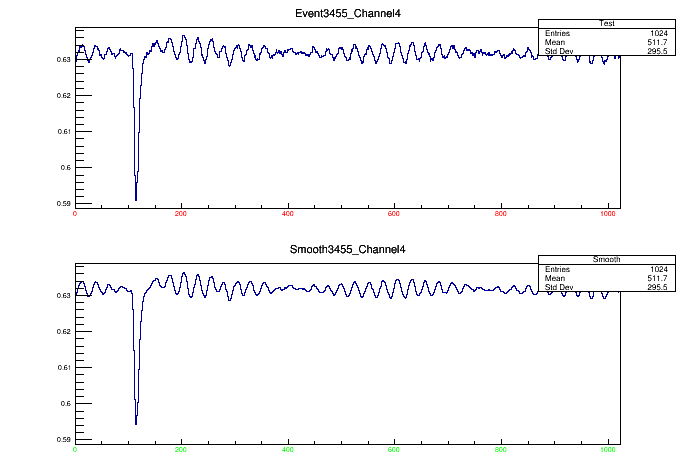 Event3455_Channel4
Test
Entries 1024
Mean 511.7
Std Dev 295.5
0.63
0.62
0.61
0.6
0.59
0 200 400 600 800 1000
Smooth3455_Channel4
Smooth
Entries 1024
Mean 511.7
Std Dev 295.5
0.63
0.62
0.61
0.6
0.59
0 200 400 600 800 1000